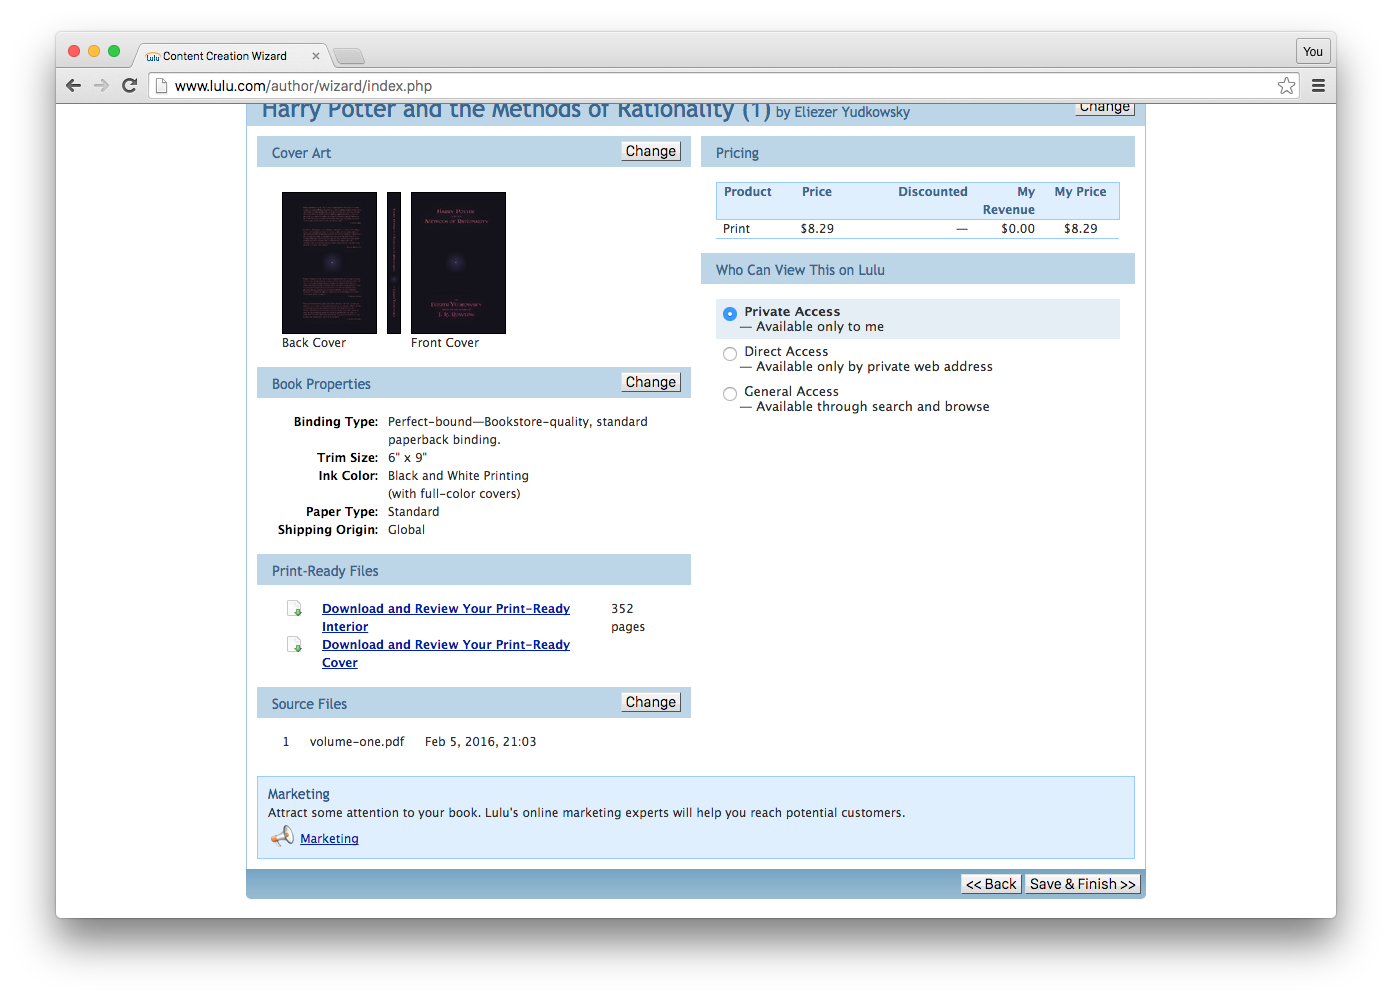 Content Creation Wizard
You
www.lulu.com/author/wizard/index.php
Harry Potter and the Methods of Rationality (1) by Eliezer Yudkowsky
Change
Cover Art
Change
HARRY POTTER
METHODS OF RATIONALITY
ELIEZER YUDKOWSKY
J. K. ROWLING
Back Cover
Front Cover
Book Properties
Change
Binding Type: Perfect-bound—Bookstore-quality, standard
paperback binding.
Trim Size: 6" x 9"
Ink Color: Black and White Printing
(with full-color covers)
Paper Type: Standard
Shipping Origin: Global
Print-Ready Files
Download and Review Your Print-Ready
Interior
352
pages
Download and Review Your Print-Ready
Cover
Source Files
Change
1 volume-one.pdf Feb 5, 2016, 21:03
Pricing
Product Price Discounted My
Revenue
My Price
Print $8.29 — $0.00 $8.29
Who Can View This on Lulu
Private Access
— Available only to me
Direct Access
— Available only by private web address
General Access
— Available through search and browse
Marketing
Attract some attention to your book. Lulu's online marketing experts will help you reach potential customers.
Marketing
<< Back
Save & Finish >>